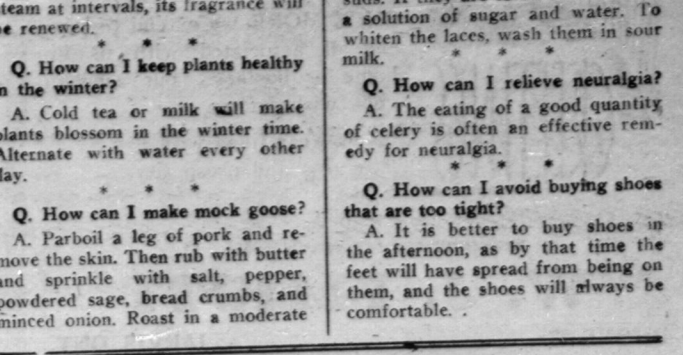 team at intervals, its fragrance will
e renewed.
* * *
Q. How can I keep plants healthy
n the winter?
A. Cold tea or milk will make
plants blossom in the winter time.
Alternate with water every other
day.
* * *
Q. How can I make mock goose?
A. Parboil a leg of pork and re-
move the skin. Then rub with butter
and sprinkle with salt, pepper,
powdered sage, bread crumbs, and
minced onion. Roast in a moderate
a solution of sugar and water. To
whiten the laces, wash them in sour
milk.
* * *
Q. How can I relieve neuralgia?
A. The eating of a good quantity
of celery is often an effective rem-
edy for neuralgia.
* * *
Q. How can I avoid buying shoes
that are too tight?
A. It is better to buy shoes in
the afternoon, as by that time the
feet will have spread from being on
them, and the shoes will always be
comfortable.